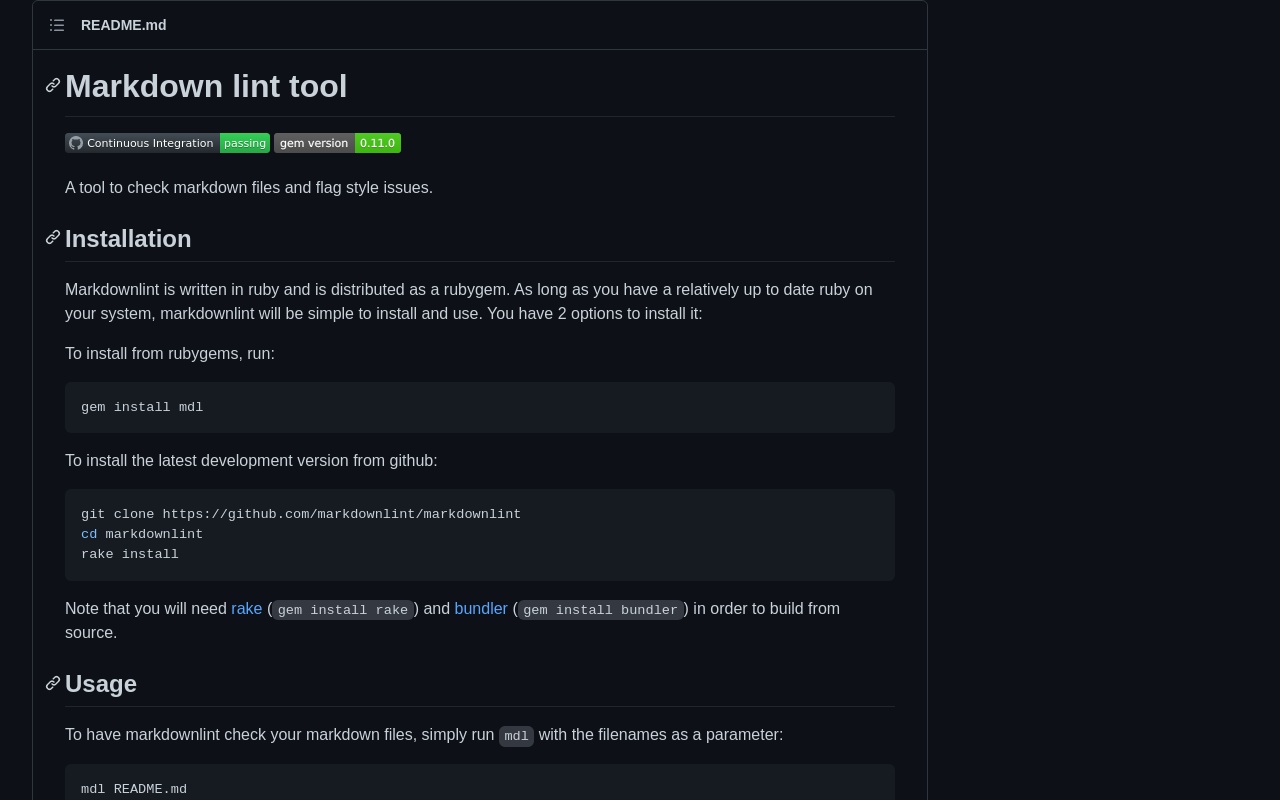 README.md
Markdown lint tool
Continuous Integration passing gem version 0.11.0
A tool to check markdown files and flag style issues.
Installation
Markdownlint is written in ruby and is distributed as a rubygem. As long as you have a relatively up to date ruby on
your system, markdownlint will be simple to install and use. You have 2 options to install it:
To install from rubygems, run:
gem install mdl
To install the latest development version from github:
git clone https://github.com/markdownlint/markdownlint
cd markdownlint
rake install
Note that you will need rake (gem install rake) and bundler (gem install bundler) in order to build from
source.
Usage
To have markdownlint check your markdown files, simply run mdl with the filenames as a parameter:
mdl README.md